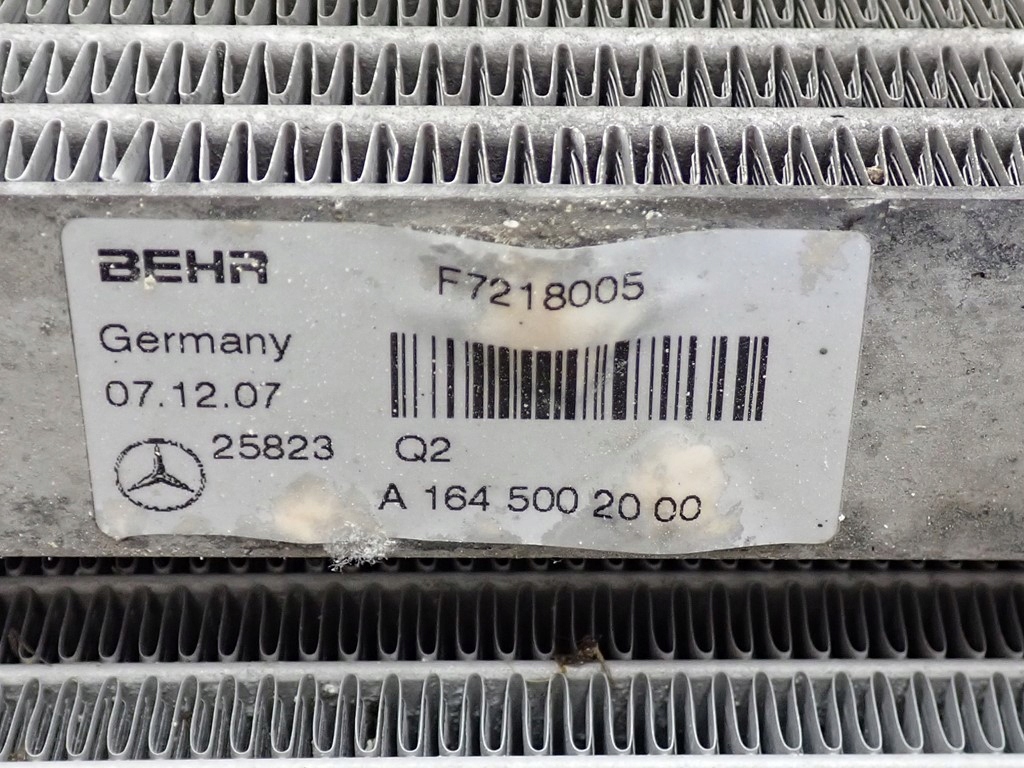 BEHR
F7218005
Germany
07.12.07
25823 Q2
A 164 500 20 00